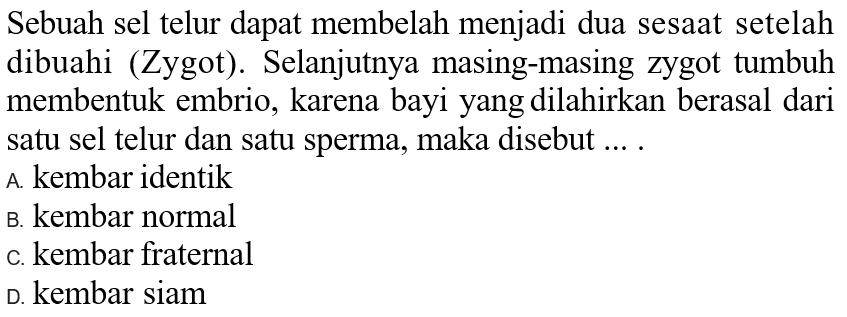 Sebuah sel telur dapat membelah menjadi dua sesaat setelah
dibuahi (Zygot). Selanjutnya masing-masing zygot tumbuh
membentuk embrio, karena bayi yang dilahirkan berasal dari
satu sel telur dan satu sperma, maka disebut ... .
A. kembar identik
B. kembar normal
C. kembar fraternal
D. kembar siam